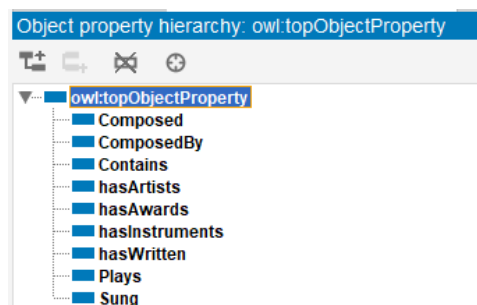 Object property hierarchy: owl:topObjectProperty
owl:topObjectProperty
Composed
ComposedBy
Contains
hasArtists
hasAwards
hasInstruments
hasWritten
Plays
Sung